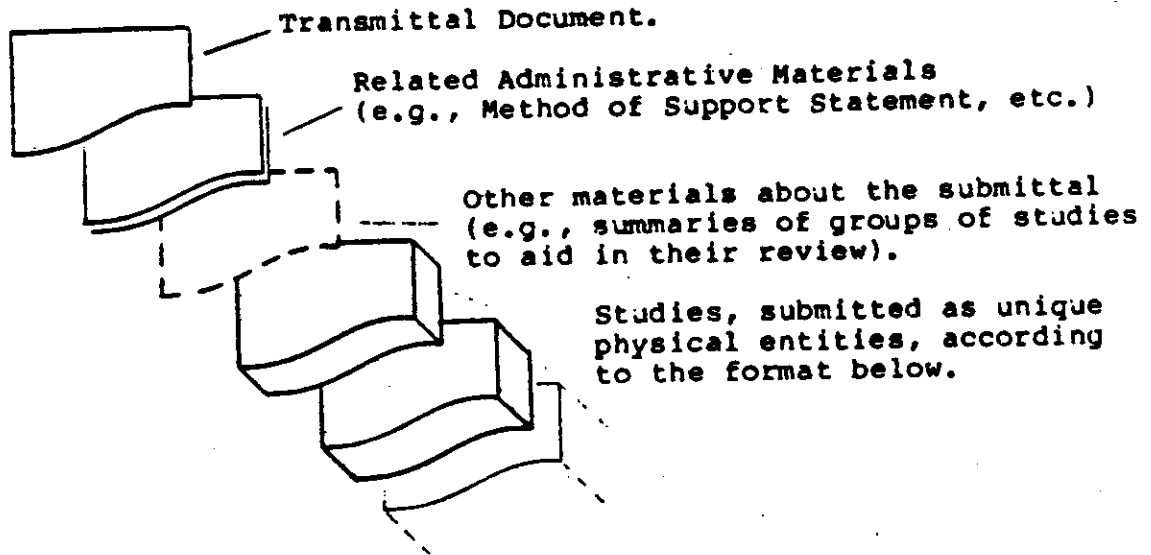 Transmittal Document.
Related Administrative Materials
(e.g., Method of Support Statement, etc.)
Other materials about the submittal
(e.g., summaries of groups of studies
to aid in their review).
Studies, submitted as unique
physical entities, according
to the format below.